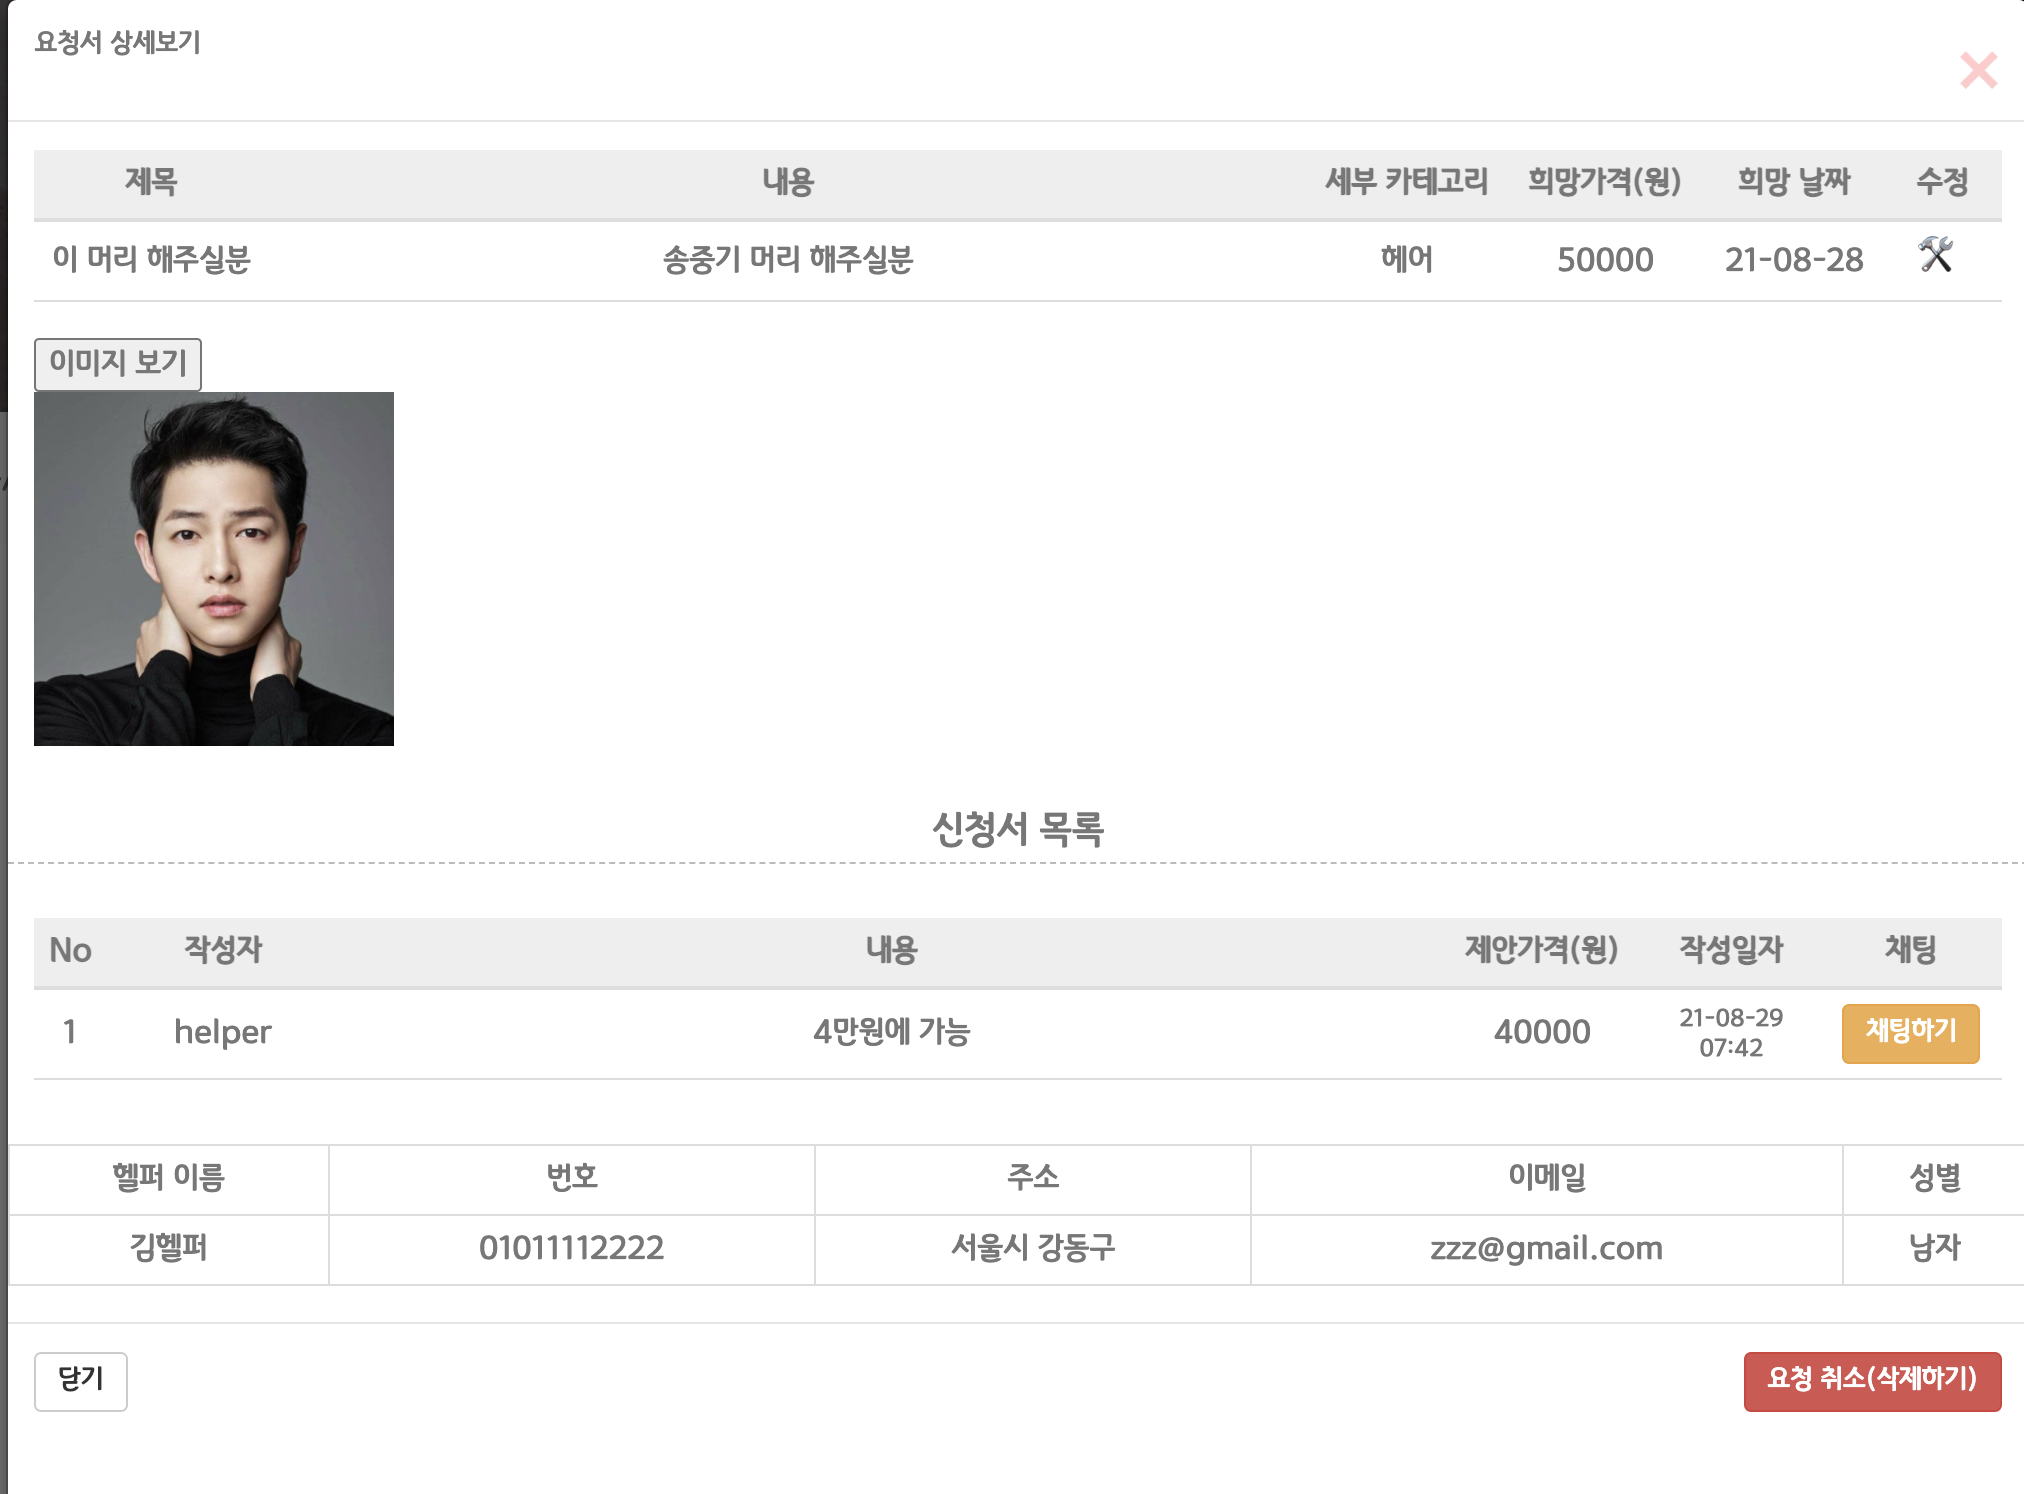 요청서 상세보기
제목 내용 세부 카테고리 희망가격(원) 희망 날짜 수정
이 머리 해주실분 송중기 머리 해주실분 헤어 50000 21-08-28
이미지 보기
신청서 목록
No 작성자 내용 제안가격(원) 작성일자 채팅
1 helper 4만원에 가능 40000 21-08-29 07:42 채팅하기
헬퍼 이름 번호 주소 이메일 성별
김헬퍼 01011112222 서울시 강동구 zzz@gmail.com 남자
닫기 요청 취소(삭제하기)